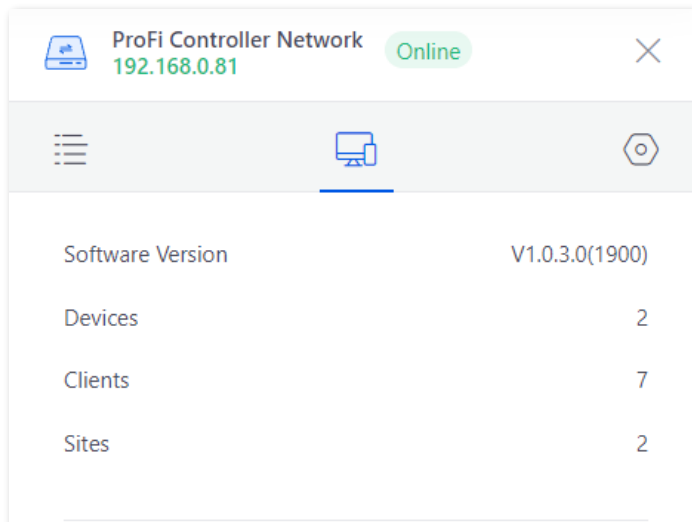 ProFi Controller Network
192.168.0.81
Online
Software Version V1.0.3.0(1900)
Devices 2
Clients 7
Sites 2